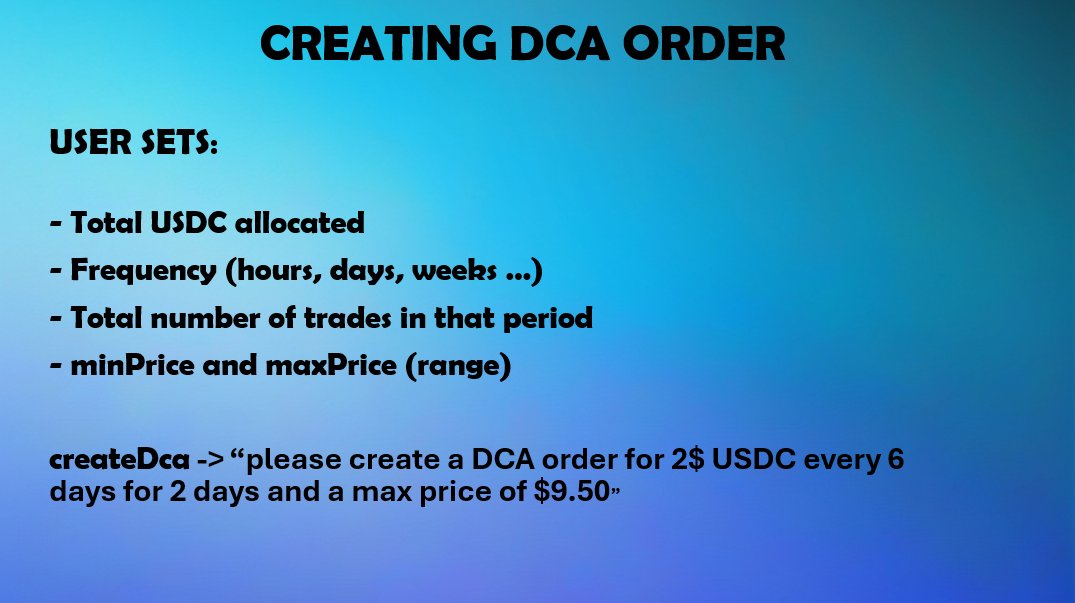 CREATING DCA ORDER
USER SETS:
- Total USDC allocated
- Frequency (hours, days, weeks ...)
- Total number of trades in that period
- minPrice and maxPrice (range)
createDca -> “please create a DCA order for 2$ USDC every 6
days for 2 days and a max price of $9.50”